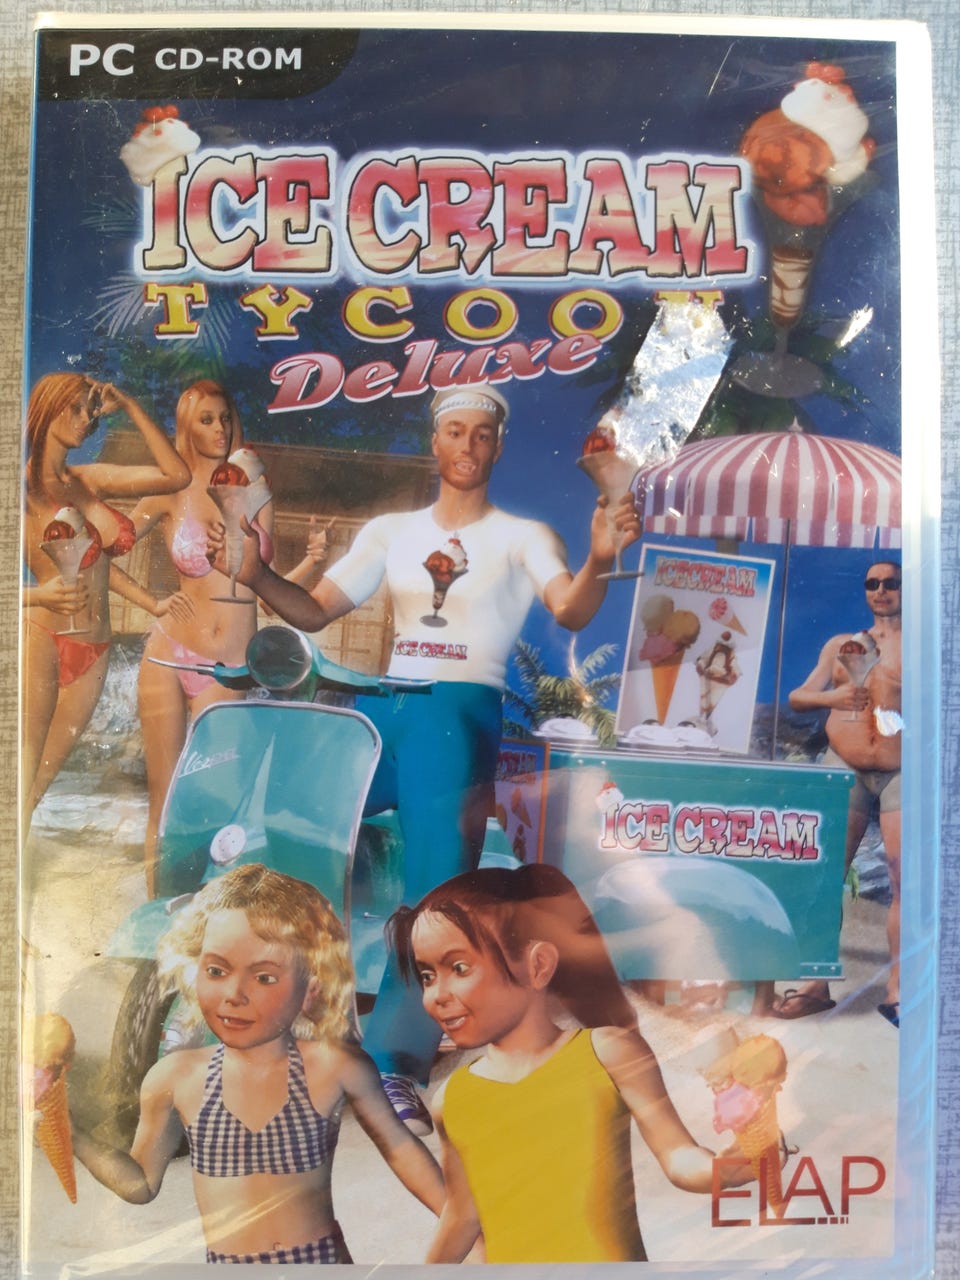 PC CD-ROM
ICE CREAM
TYCOON
Deluxe
ICECREAM
ICE CREAM
ICE CREAM
ELAP